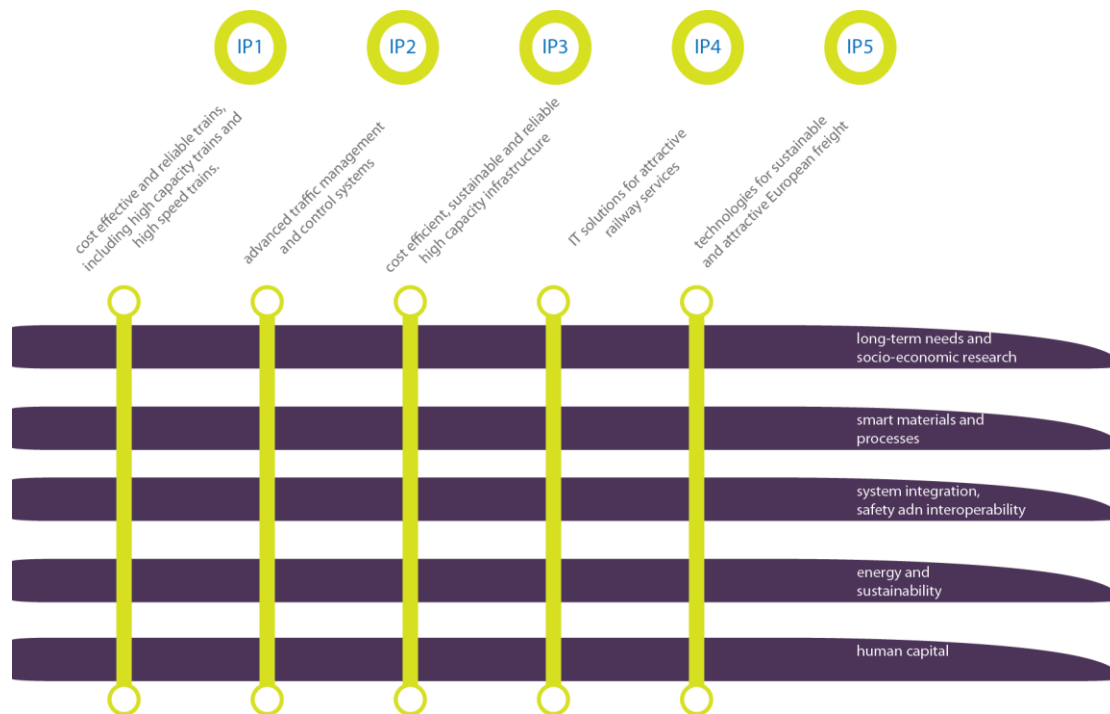 IP1
IP2
IP3
IP4
IP5
cost effective and reliable trains,
including high capacity trains and
high speed trains.
advanced traffic management
and control systems
cost efficient, sustainable and reliable
high capacity infrastructure
IT solutions for attractive
railway services
technologies for sustainable
and attractive European freight
long-term needs and
socio-economic research
smart materials and
processes
system integration,
safety adn interoperability
energy and
sustainability
human capital